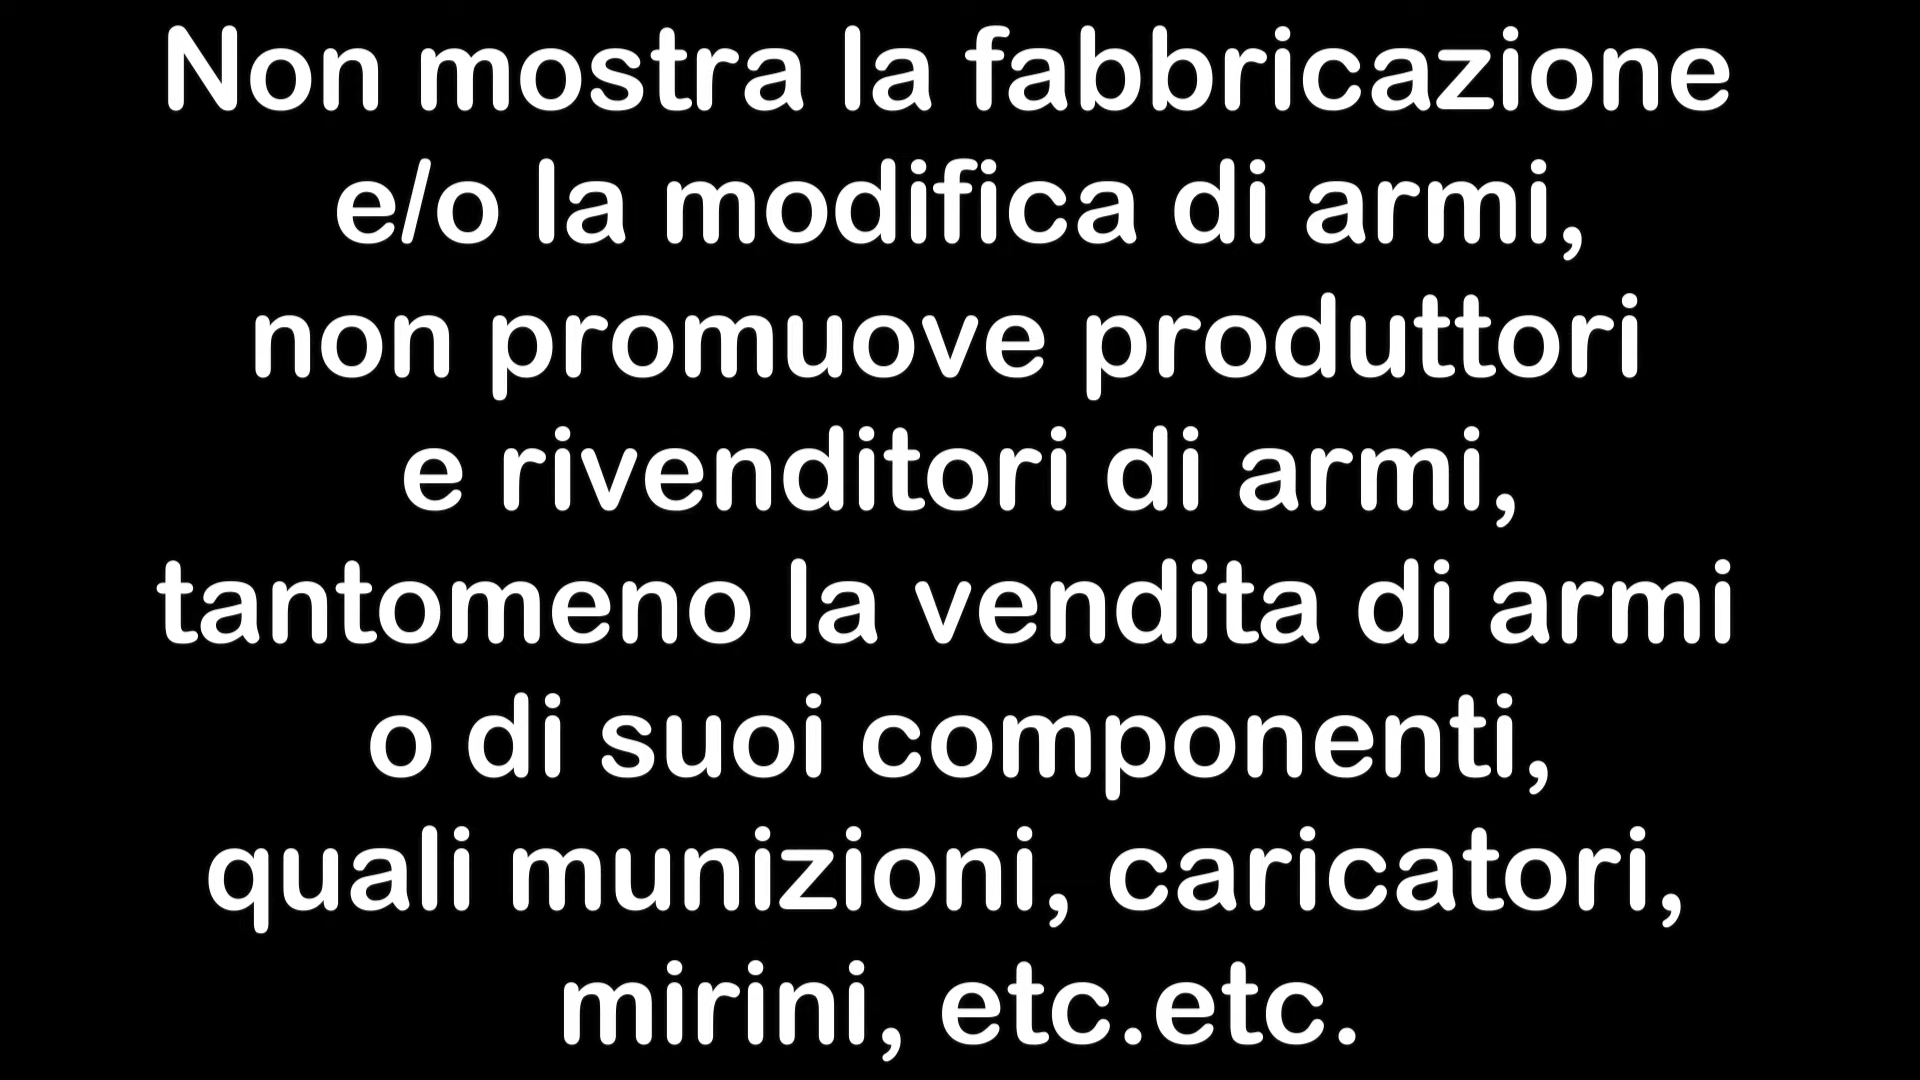 Non mostra la fabbricazione
e/o la modifica di armi,
non promuove produttori
e rivenditori di armi,
tantomeno la vendita di armi
o di suoi componenti,
quali munizioni, caricatori,
mirini, etc.etc.